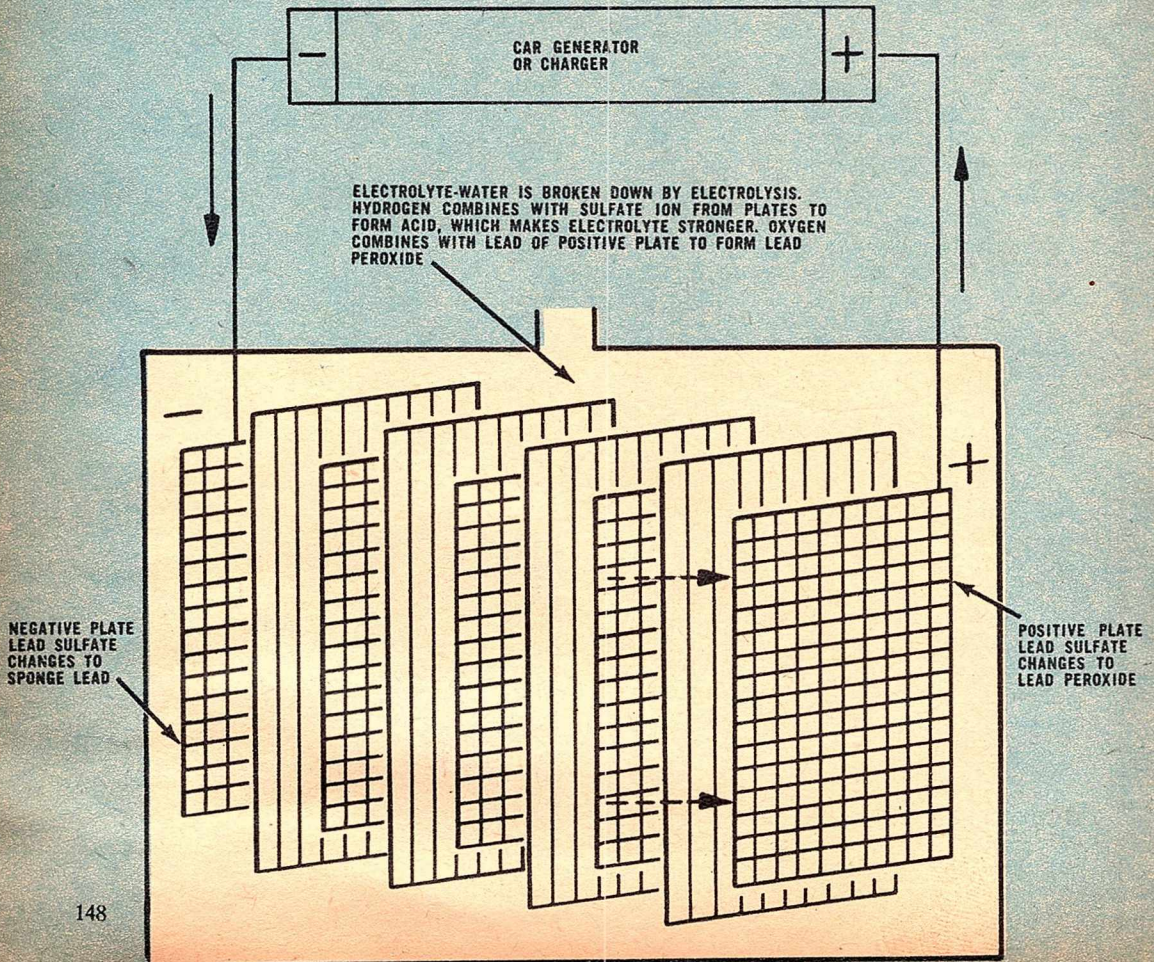 − CAR GENERATOR +
OR CHARGER
ELECTROLYTE-WATER IS BROKEN DOWN BY ELECTROLYSIS.
HYDROGEN COMBINES WITH SULFATE ION FROM PLATES TO
FORM ACID, WHICH MAKES ELECTROLYTE STRONGER. OXYGEN
COMBINES WITH LEAD OF POSITIVE PLATE TO FORM LEAD
PEROXIDE
−
+
NEGATIVE PLATE
LEAD SULFATE
CHANGES TO
SPONGE LEAD
POSITIVE PLATE
LEAD SULFATE
CHANGES TO
LEAD PEROXIDE
148